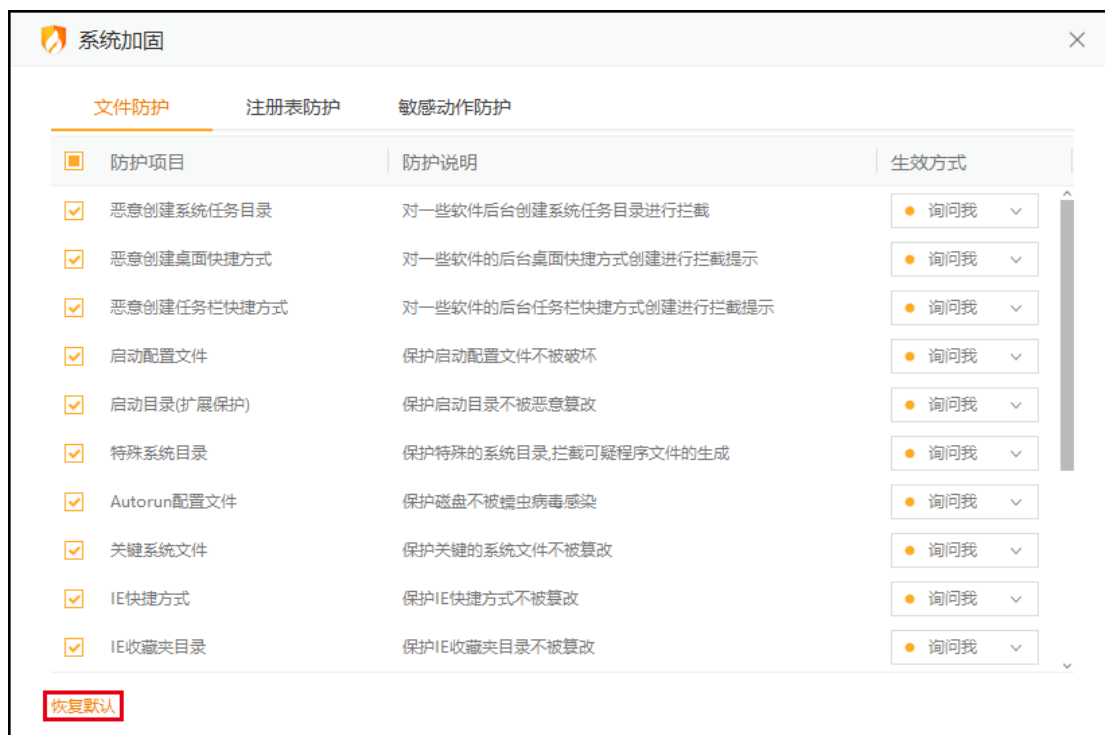 系统加固
文件防护 注册表防护 敏感动作防护
防护项目 防护说明 生效方式
恶意创建系统任务目录 对一些软件后台创建系统任务目录进行拦截 询问我
恶意创建桌面快捷方式 对一些软件的后台桌面快捷方式创建进行拦截提示 询问我
恶意创建任务栏快捷方式 对一些软件的后台任务栏快捷方式创建进行拦截提示 询问我
启动配置文件 保护启动配置文件不被破坏 询问我
启动目录(扩展保护) 保护启动目录不被恶意篡改 询问我
特殊系统目录 保护特殊的系统目录,拦截可疑程序文件的生成 询问我
Autorun配置文件 保护磁盘不被蠕虫病毒感染 询问我
关键系统文件 保护关键的系统文件不被篡改 询问我
IE快捷方式 保护IE快捷方式不被篡改 询问我
IE收藏夹目录 保护IE收藏夹目录不被篡改 询问我
恢复默认